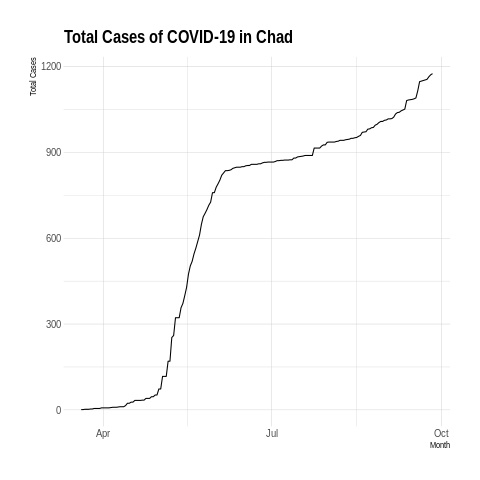 Total Cases of COVID-19 in Chad
Total Cases
1200
900
600
300
0
Apr
Jul
Oct
Month